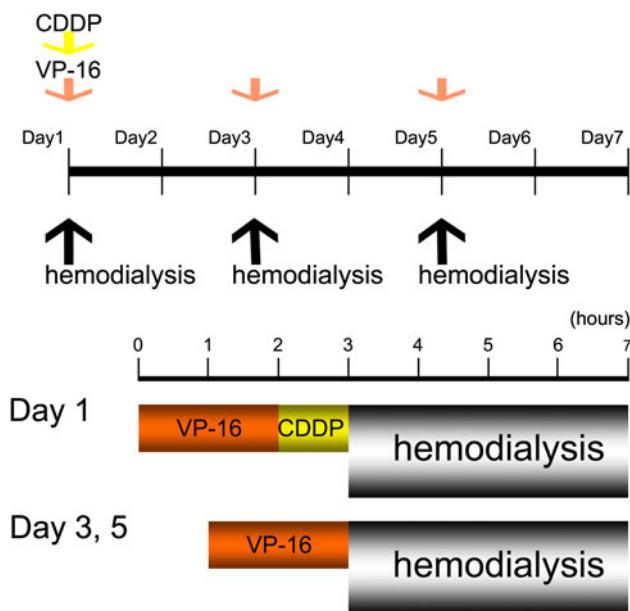 CDDP
VP-16
Day1 Day2 Day3 Day4 Day5 Day6 Day7
hemodialysis hemodialysis hemodialysis
(hours)
0 1 2 3 4 5 6 7
Day 1
VP-16 CDDP hemodialysis
Day 3, 5
VP-16 hemodialysis